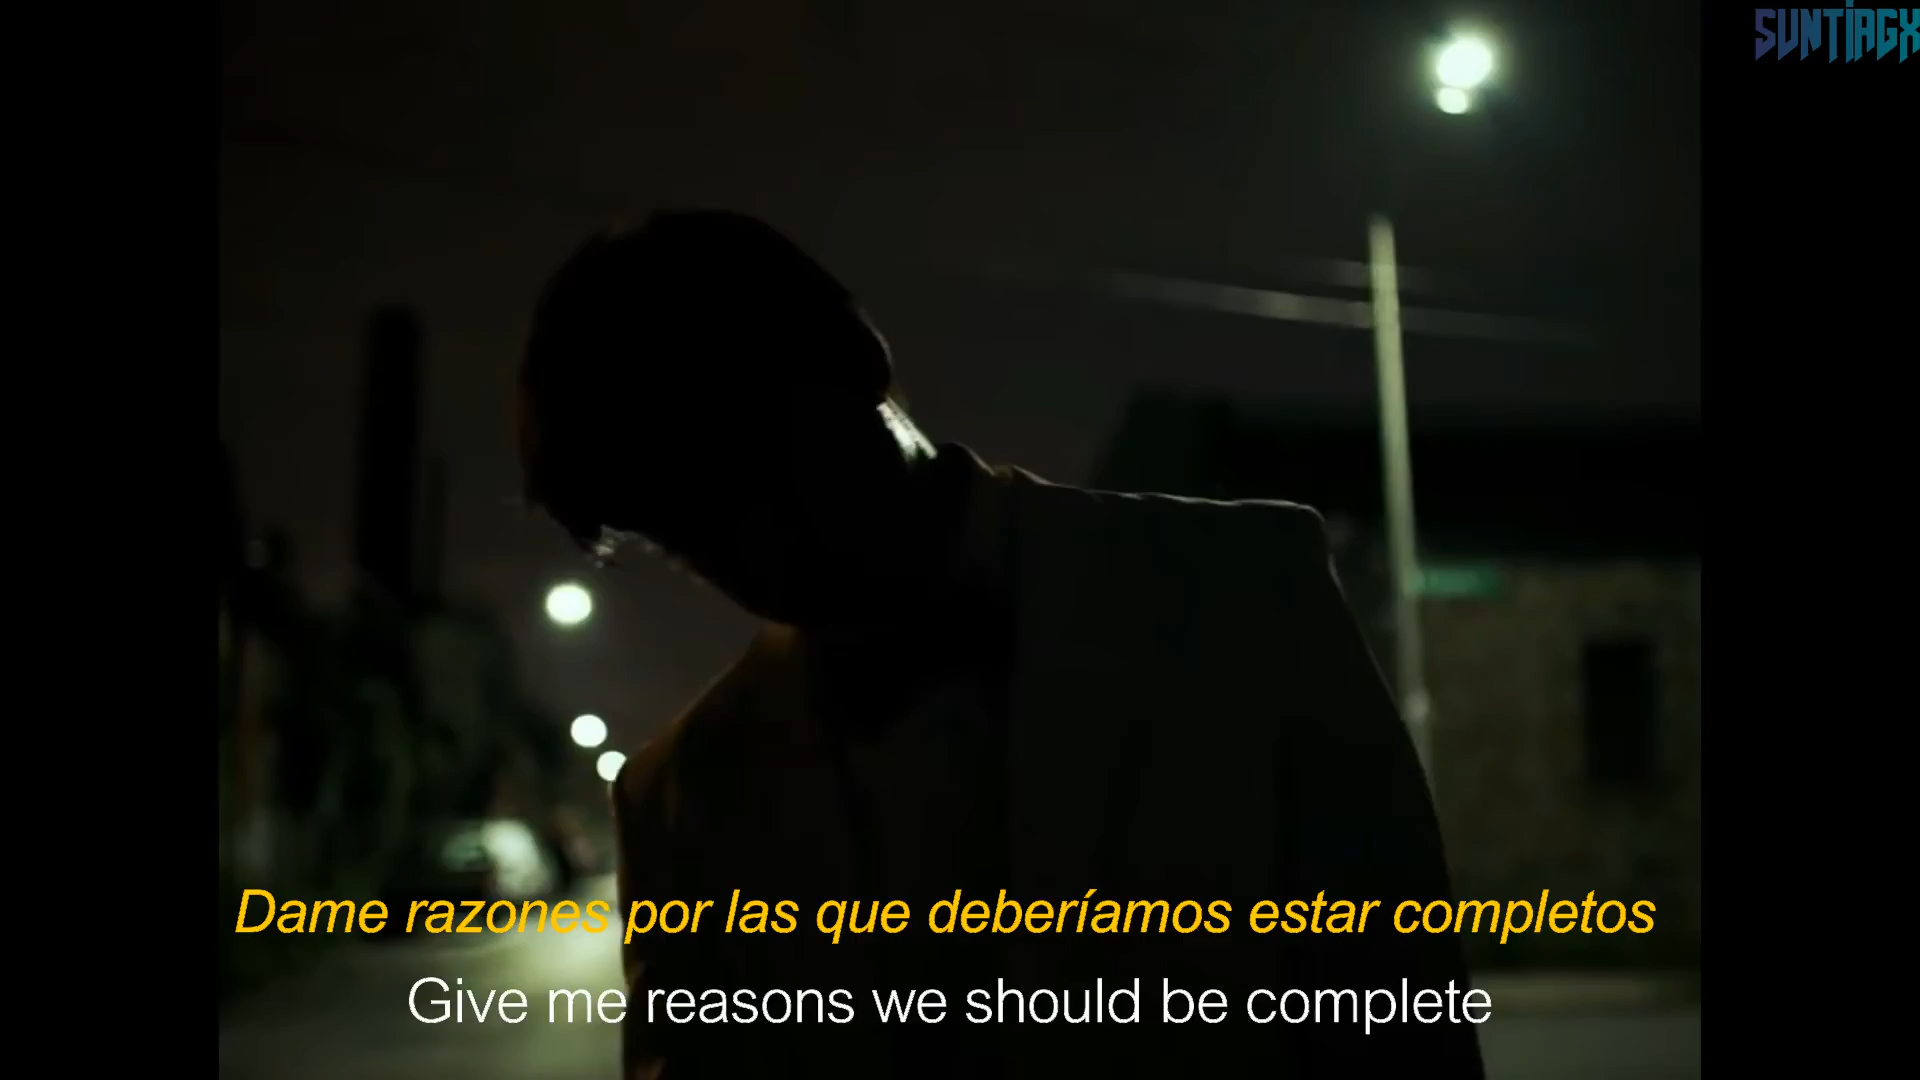 SUNTIAGX
Dame razones por las que deberíamos estar completos
Give me reasons we should be complete